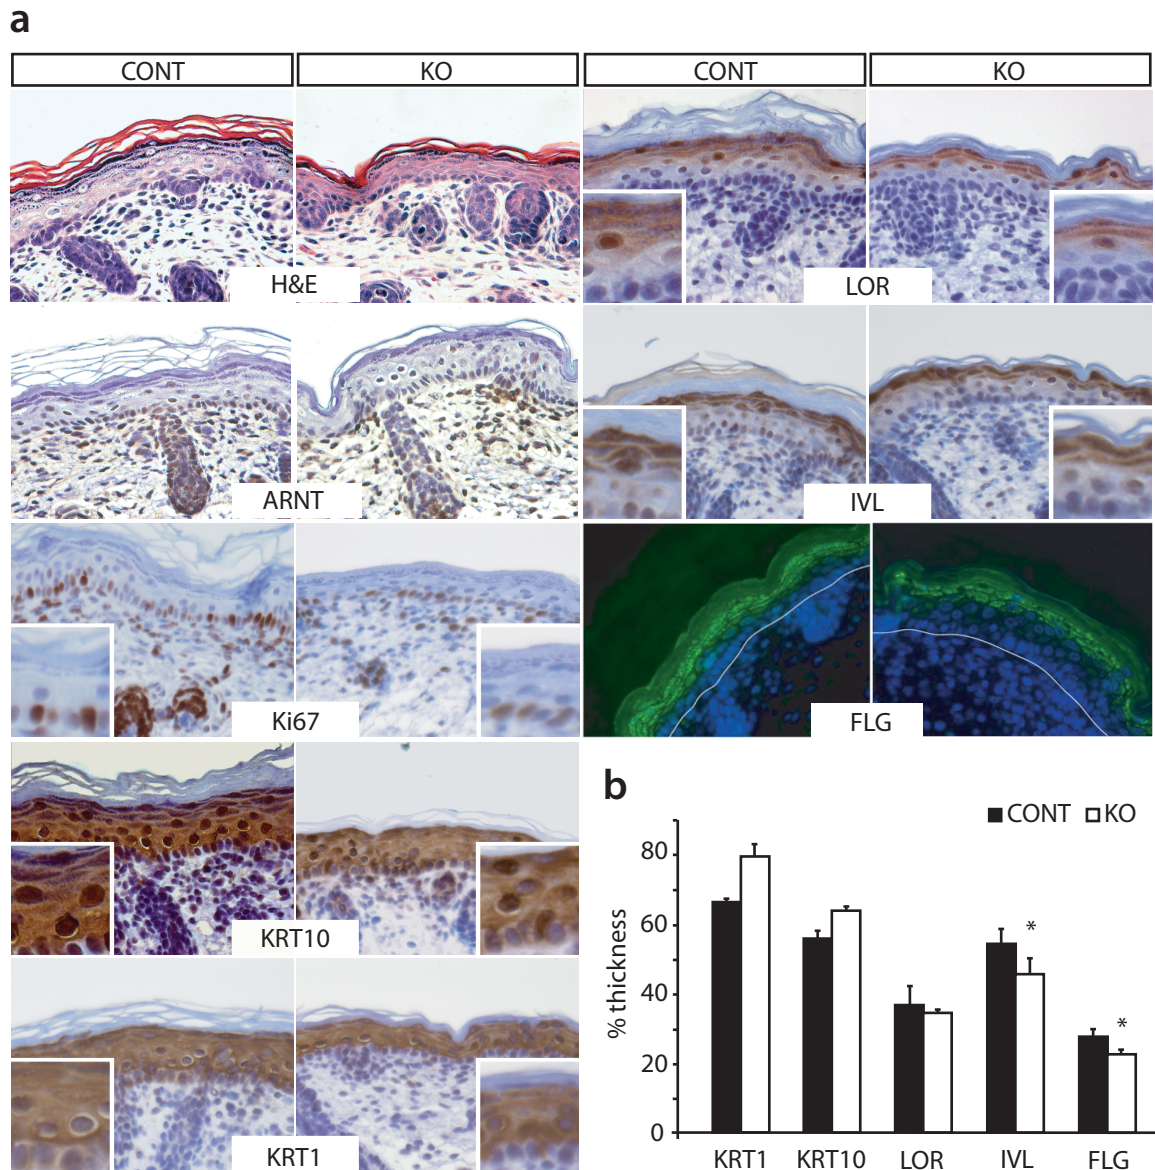 a
CONT KO CONT KO
H&E LOR
ARNT IVL
Ki67 FLG
KRT10
KRT1
b
CONT KO
% thickness
80
60
40
20
0
* *
KRT1 KRT10 LOR IVL FLG